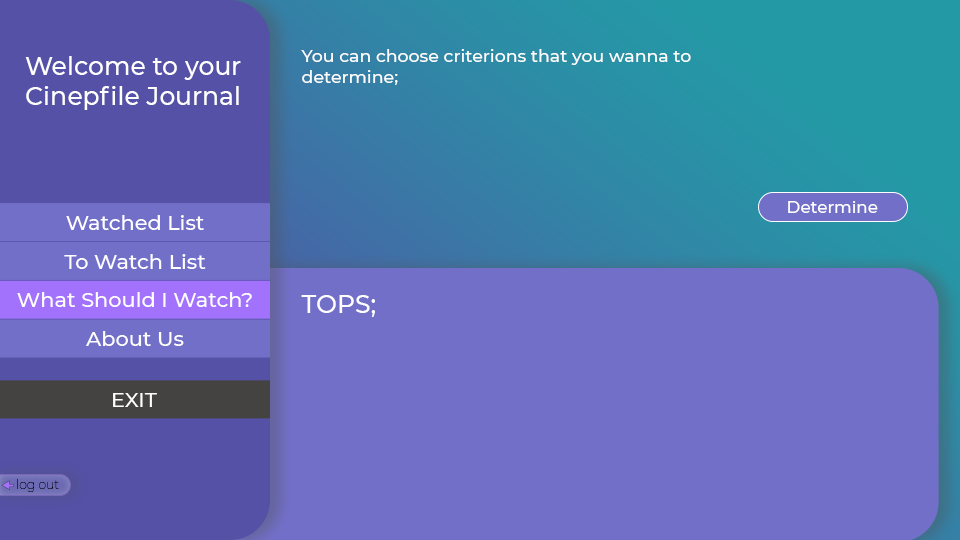 Welcome to your
Cinepfile Journal
Watched List
To Watch List
What Should I Watch?
About Us
EXIT
log out
You can choose criterions that you wanna to
determine;
Determine
TOPS;